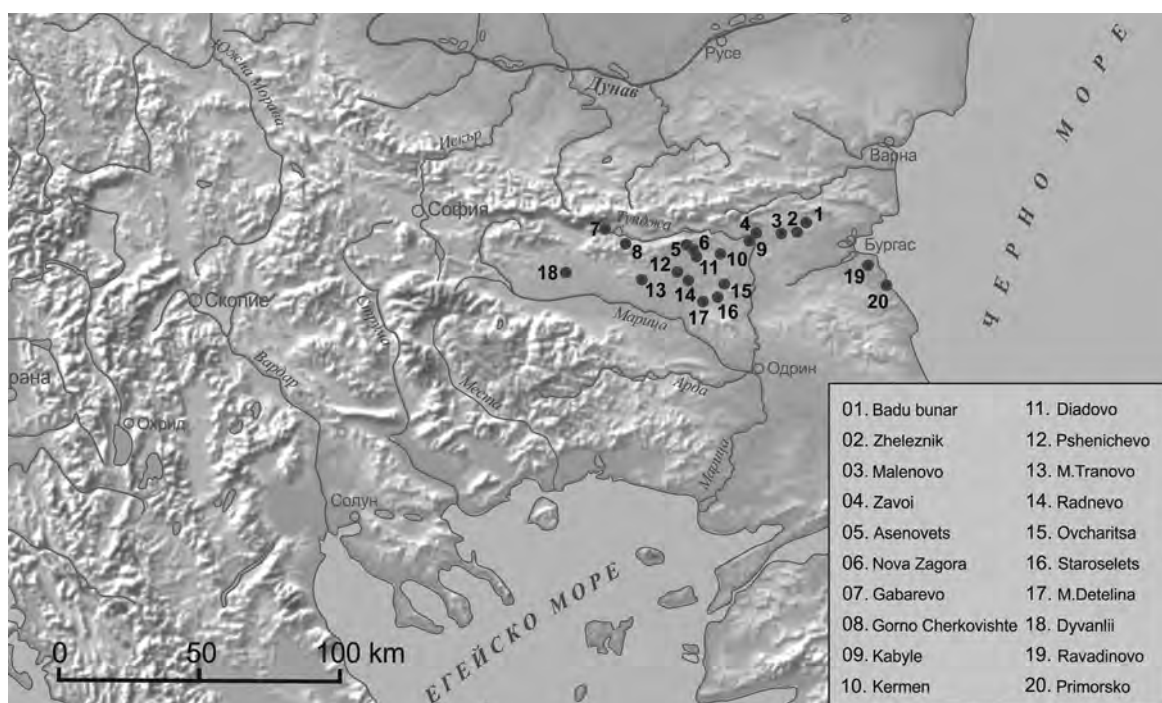 Русе
Дунав
Южна Морава
Искър
Варна
ЧЕРНО МОРЕ
София
Тунджа
Бургас
1
2
3
4
5
6
7
8
9
10
11
12
13
14
15
16
17
18
19
20
Скопие
Струма
Марица
Вардар
Места
Арда
Одрин
рана
Охрид
Марица
Солун
ЕГЕЙСКО МОРЕ
0 50 100 km
01. Badu bunar
02. Zheleznik
03. Malenovo
04. Zavoi
05. Asenovets
06. Nova Zagora
07. Gabarevo
08. Gorno Cherkovishte
09. Kabyle
10. Kermen
11. Diadovo
12. Pshenichevo
13. M.Tranovo
14. Radnevo
15. Ovcharitsa
16. Staroselets
17. M.Detelina
18. Dyvanlii
19. Ravadinovo
20. Primorsko